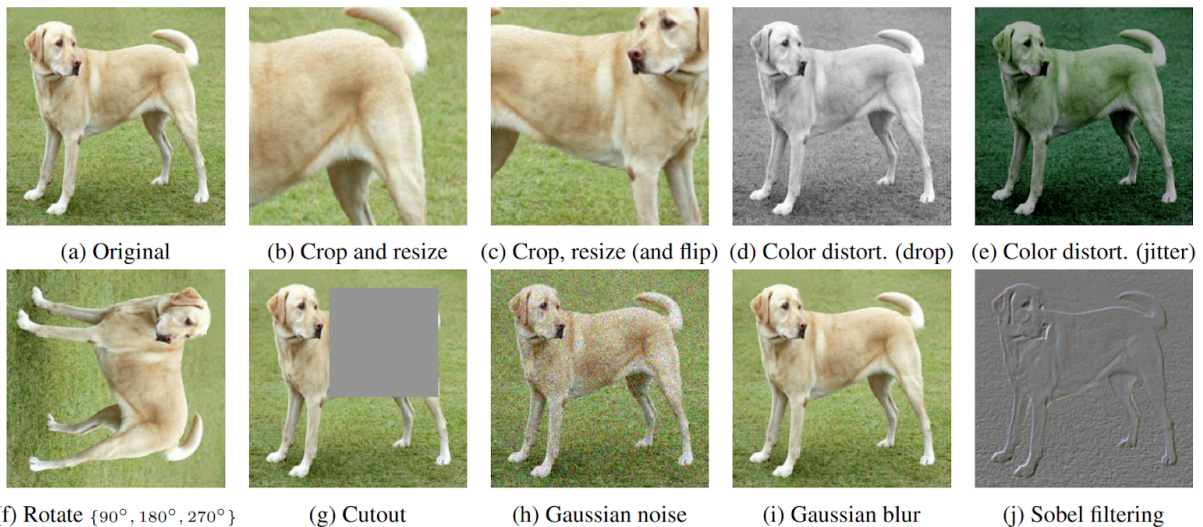 (a) Original
(b) Crop and resize
(c) Crop, resize (and flip)
(d) Color distort. (drop)
(e) Color distort. (jitter)
(f) Rotate {90°, 180°, 270°}
(g) Cutout
(h) Gaussian noise
(i) Gaussian blur
(j) Sobel filtering